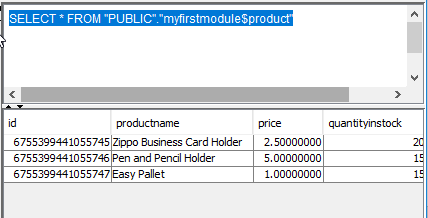 SELECT * FROM "PUBLIC"."myfirstmodule$product"
id productname price quantityinstock
6755399441055745 Zippo Business Card Holder 2.50000000 20
6755399441055746 Pen and Pencil Holder 5.00000000 15
6755399441055747 Easy Pallet 1.00000000 15